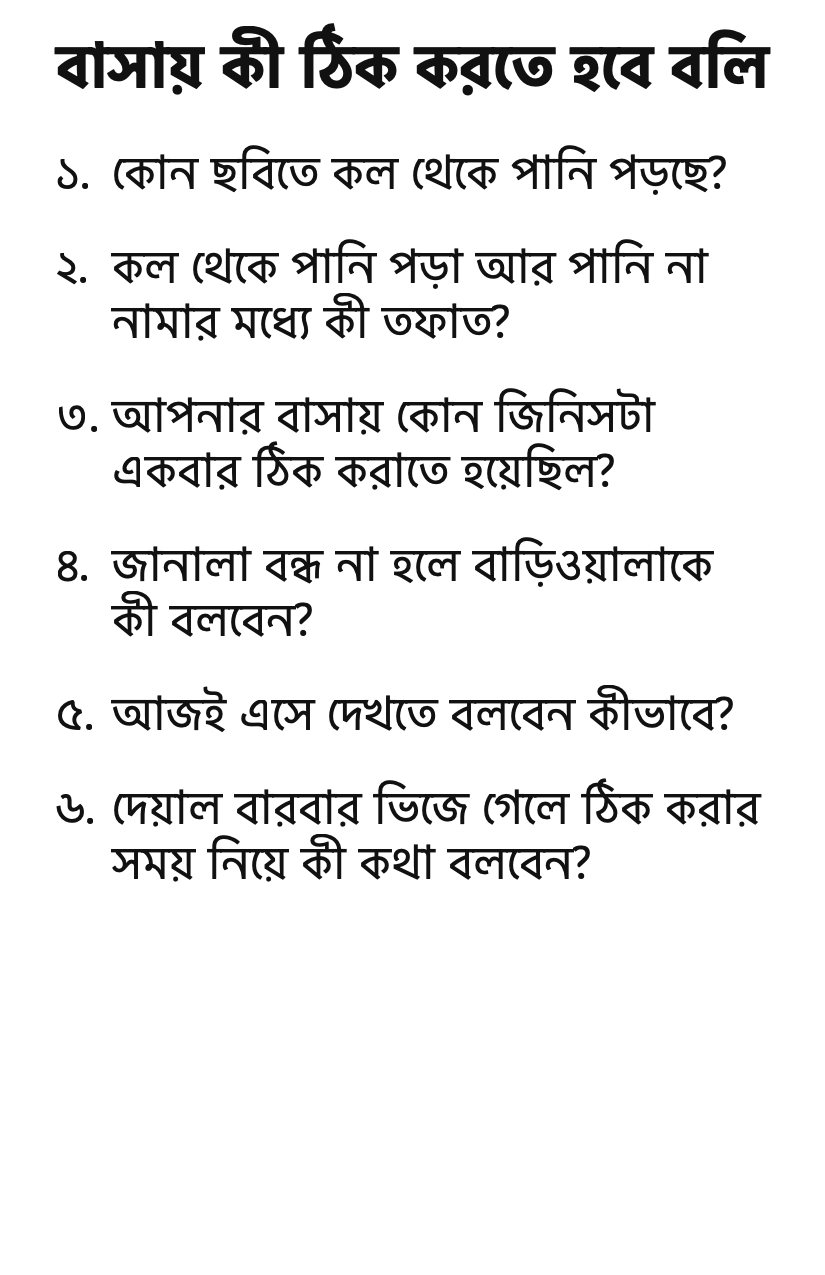 বাসায় কী ঠিক করতে হবে বলি
১. কোন ছবিতে কল থেকে পানি পড়ছে?
২. কল থেকে পানি পড়া আর পানি না
নামার মধ্যে কী তফাত?
৩. আপনার বাসায় কোন জিনিসটা
একবার ঠিক করাতে হয়েছিল?
৪. জানালা বন্ধ না হলে বাড়িওয়ালাকে
কী বলবেন?
৫. আজই এসে দেখতে বলবেন কীভাবে?
৬. দেয়াল বারবার ভিজে গেলে ঠিক করার
সময় নিয়ে কী কথা বলবেন?